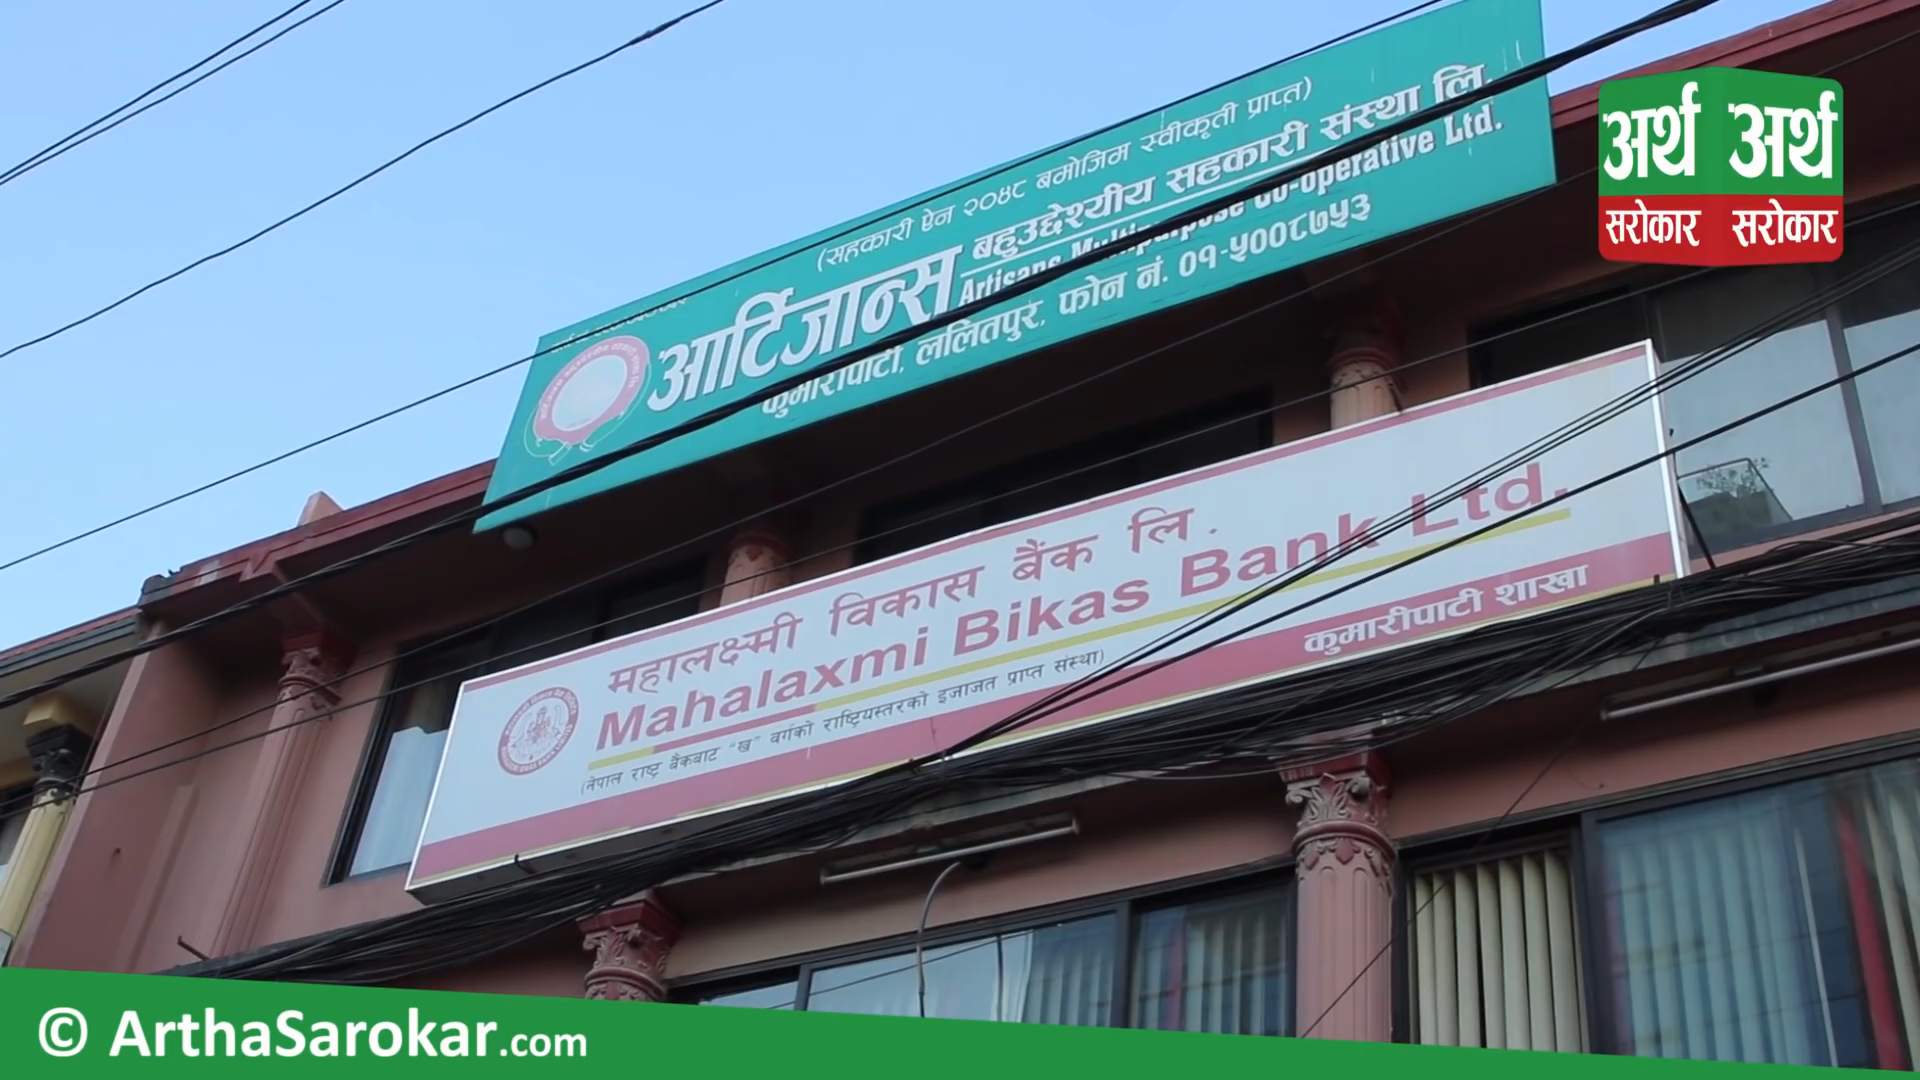 (सहकारी ऐन २०४८ बमोजिम स्वीकृती प्राप्त)
आर्टिजान्स बहुउद्देश्यीय सहकारी संस्था लि.
Artisans Multipurpose Co-operative Ltd.
कुमारीपाटी, ललितपुर, फोन नं. ०१-५००८७५३
अर्थ सरोकार
अर्थ सरोकार
महालक्ष्मी विकास बैंक लि.
Mahalaxmi Bikas Bank Ltd.
(नेपाल राष्ट्र बैंकबाट "ख" वर्गको राष्ट्रियस्तरको इजाजत प्राप्त संस्था)
कुमारीपाटी शाखा
© ArthaSarokar.com